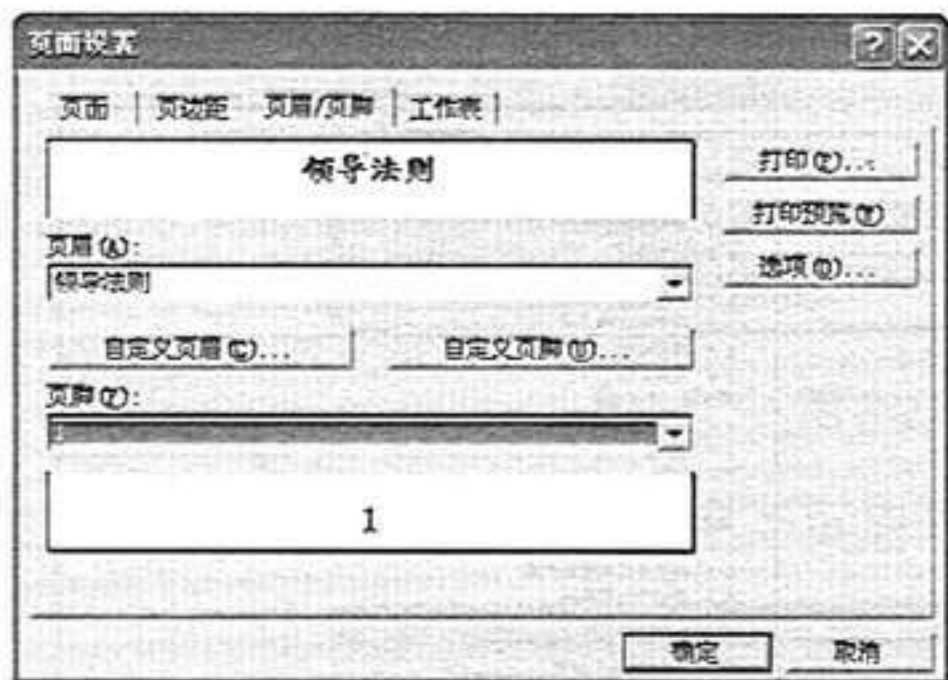 页面设置
页面 页边距 页眉/页脚 工作表
领导法则
打印(P)...
打印预览(W)
页眉(A):
选项(O)...
领导法则
自定义页眉(C)... 自定义页脚(U)...
页脚(F):
1
1
确定 取消